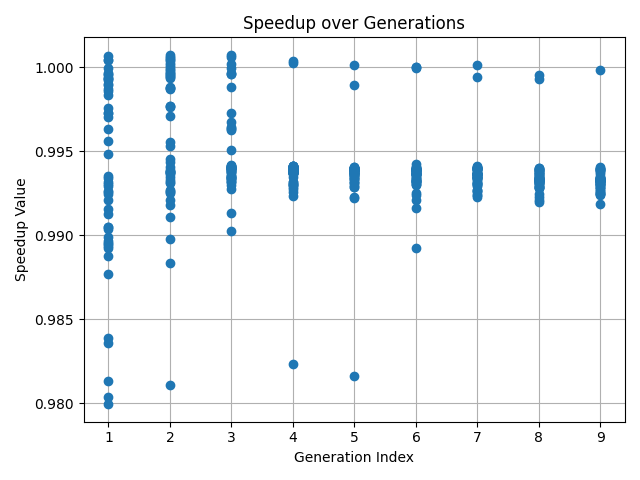 Speedup over Generations
1.000
0.995
0.990
0.985
0.980
Speedup Value
1 2 3 4 5 6 7 8 9
Generation Index